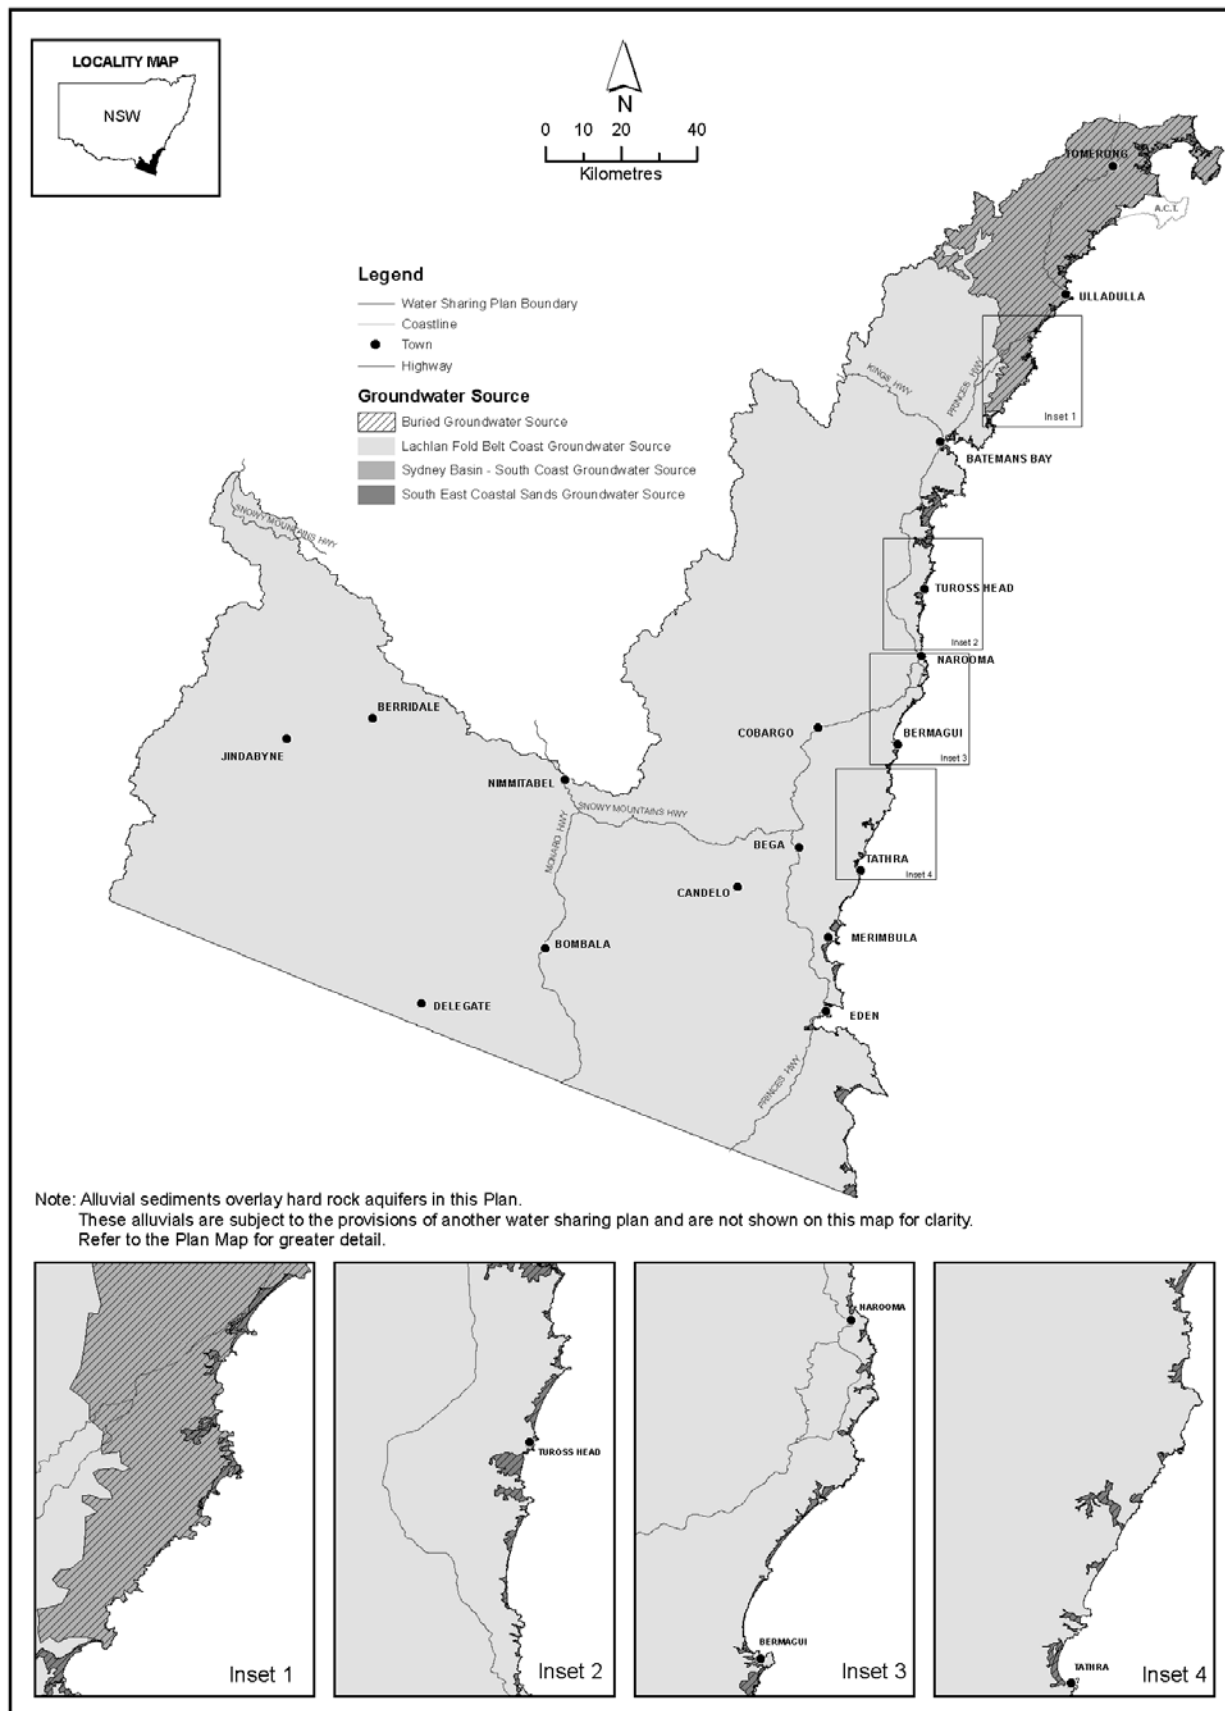 LOCALITY MAP
NSW
N
0 10 20 40
Kilometres
TOMERONG
A.C.T.
Legend
Water Sharing Plan Boundary
Coastline
Town
Highway
Groundwater Source
Buried Groundwater Source
Lachlan Fold Belt Coast Groundwater Source
Sydney Basin - South Coast Groundwater Source
South East Coastal Sands Groundwater Source
ULLADULLA
KINGS HWY
PRINCES HWY
Inset 1
BATEMANS BAY
SNOWY MOUNTAINS HWY
TUROSS HEAD
Inset 2
NAROOMA
BERRIDALE
JINDABYNE
COBARGO
BERMAGUI
Inset 3
NIMMITABEL
SNOWY MOUNTAINS HWY
MONARO HWY
BEGA
TATHRA
Inset 4
CANDELO
BOMBALA
MERIMBULA
DELEGATE
EDEN
PRINCES HWY
Note: Alluvial sediments overlay hard rock aquifers in this Plan.
These alluvials are subject to the provisions of another water sharing plan and are not shown on this map for clarity.
Refer to the Plan Map for greater detail.
Inset 1
TUROSS HEAD
Inset 2
NAROOMA
BERMAGUI
Inset 3
TATHRA
Inset 4